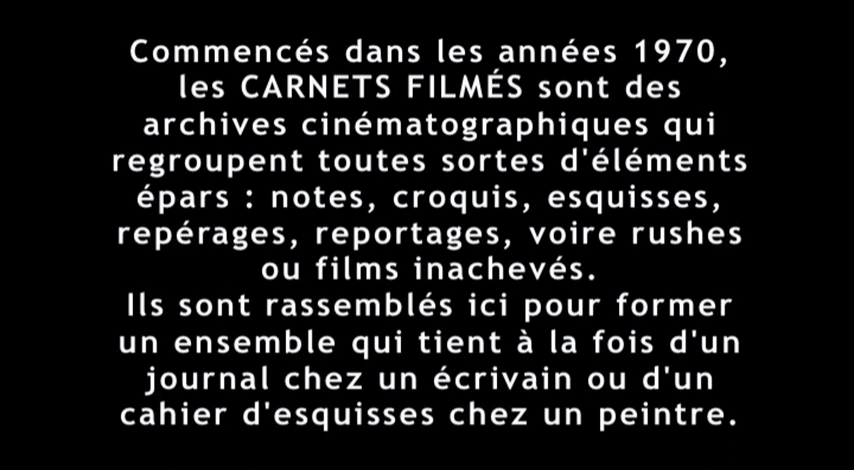 Commencés dans les années 1970,
les CARNETS FILMÉS sont des
archives cinématographiques qui
regroupent toutes sortes d'éléments
épars : notes, croquis, esquisses,
repérages, reportages, voire rushes
ou films inachevés.
Ils sont rassemblés ici pour former
un ensemble qui tient à la fois d'un
journal chez un écrivain ou d'un
cahier d'esquisses chez un peintre.